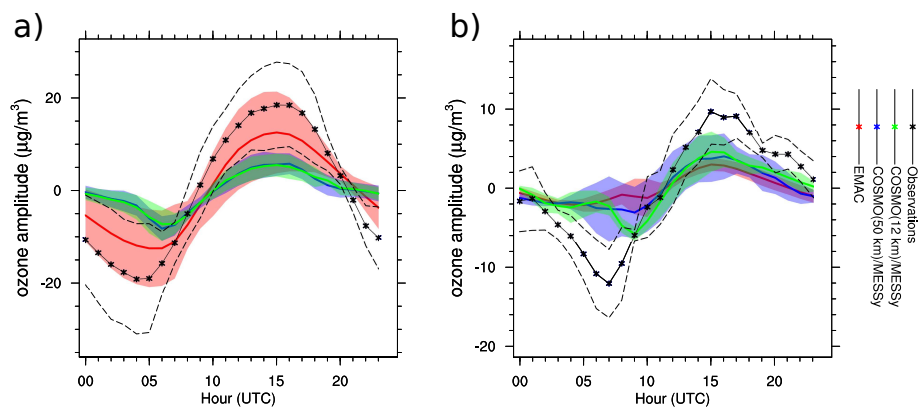 a)
ozone amplitude (μg/m³)
20
0
-20
00 05 10 15 20
Hour (UTC)
b)
ozone amplitude (μg/m³)
20
10
0
-10
-20
00 05 10 15 20
Hour (UTC)
Observations
COSMO(12 km)/MESSy
COSMO(50 km)/MESSy
EMAC